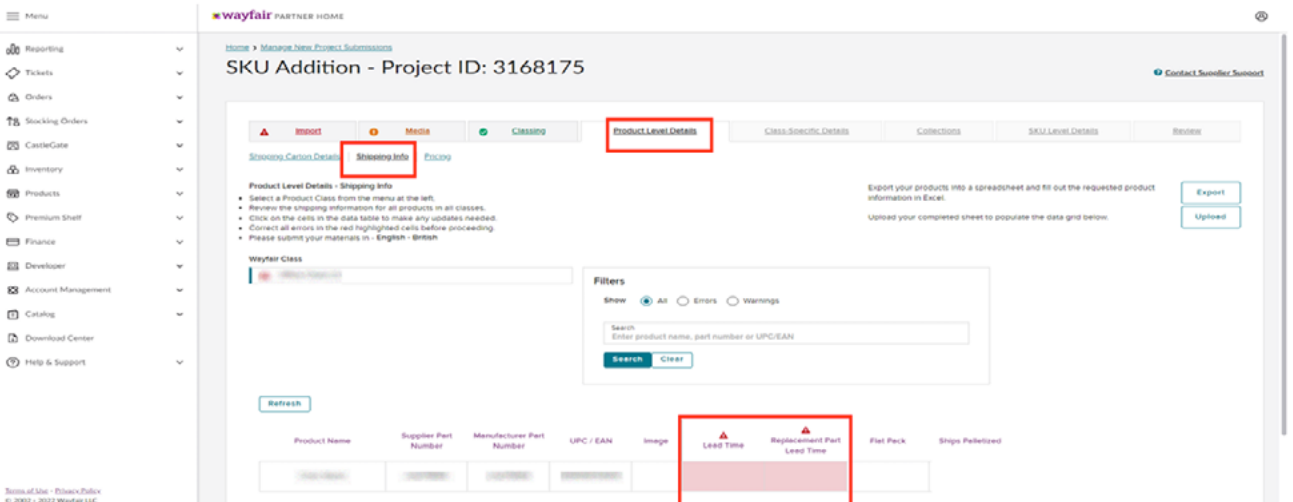 Menu
wayfair PARTNER HOME
Reporting
Tickets
Orders
Stocking Orders
CastleGate
Inventory
Products
Premium Shelf
Finance
Developer
Account Management
Catalog
Download Center
Help & Support
Terms of Use - Privacy Policy
© 2002 - 2022 Wayfair LLC
Home > Manage New Project Submissions
SKU Addition - Project ID: 3168175
Contact Supplier Support
Import Media Classing Product Level Details Class-Specific Details Collections SKU Level Details Review
Shipping Carton Details Shipping Info Pricing
Product Level Details - Shipping Info
• Select a Product Class from the menu at the left.
• Review the shipping information for all products in all classes.
• Click on the cells in the data table to make any updates needed.
• Correct all errors in the red highlighted cells before proceeding.
• Please submit your materials in - English - British
Export your products into a spreadsheet and fill out the requested product
information in Excel.
Export
Upload your completed sheet to populate the data grid below.
Upload
Wayfair Class
Filters
Show All Errors Warnings
Search
Enter product name, part number or UPC/EAN
Search Clear
Refresh
Product Name
Supplier Part
Number
Manufacturer Part
Number
UPC / EAN
Image
Lead Time
Replacement Part
Lead Time
Flat Pack
Ships Palletized